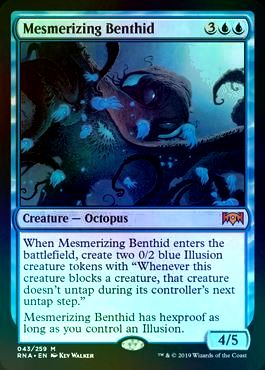 Mesmerizing Benthid 3
Creature — Octopus
When Mesmerizing Benthid enters the
battlefield, create two 0/2 blue Illusion
creature tokens with “Whenever this
creature blocks a creature, that creature
doesn't untap during its controller's next
untap step.”
Mesmerizing Benthid has hexproof as
long as you control an Illusion.
4/5
043/259 M
RNA • EN Key Walker
™ & © 2019 Wizards of the Coast